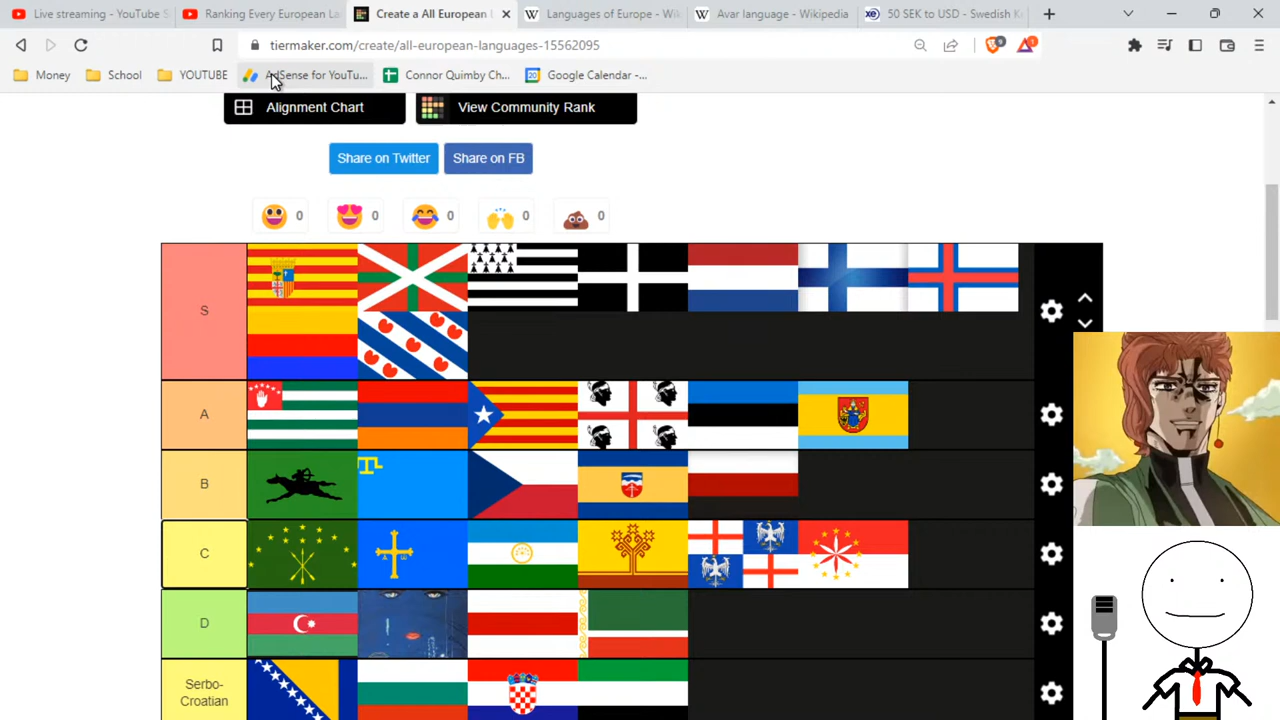 Live streaming - YouTube S
Ranking Every European La
Create a All European L
Languages of Europe - Wik
Avar language - Wikipedia
50 SEK to USD - Swedish K
tiermaker.com/create/all-european-languages-15562095
9
1
Money
School
YOUTUBE
AdSense for YouTu...
Connor Quimby Ch...
Google Calendar -...
Alignment Chart
View Community Rank
Share on Twitter
Share on FB
0
0
0
0
0
S
A
B
C
D
Serbo-
Croatian